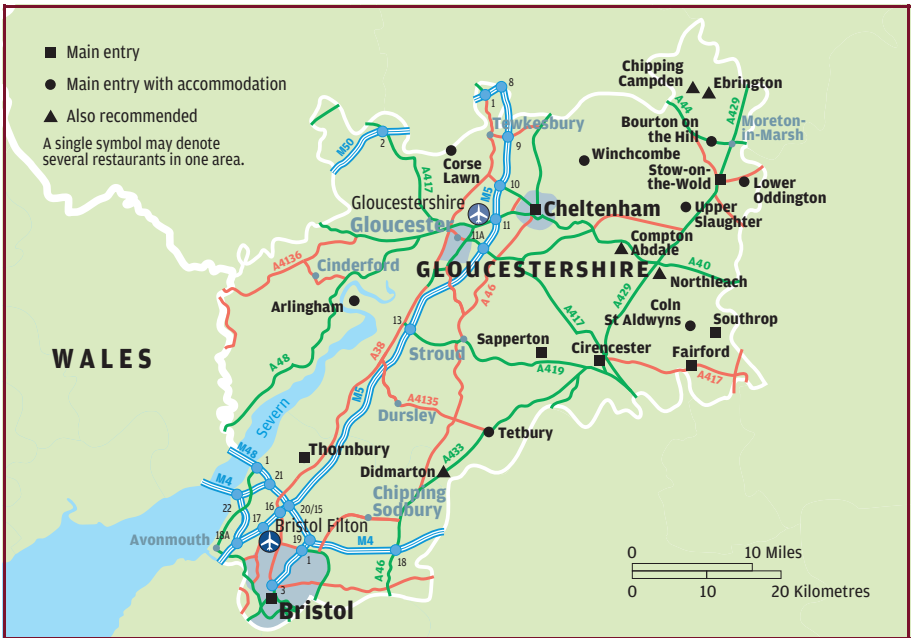 Main entry
Main entry with accommodation
Also recommended
A single symbol may denote
several restaurants in one area.
Chipping
Campden
Ebrington
A44
A429
Bourton on
the Hill
Moreton-
in-Marsh
8
1
Tewkesbury
9
M50
2
Corse
Lawn
Winchcombe
Stow-on-
the-Wold
Lower
Oddington
A417
M5
10
Gloucestershire
Cheltenham
Upper
Slaughter
Gloucester
11
11A
Compton
Abdale
A4136
Cinderford
GLOUCESTERSHIRE
A40
Northleach
Arlingham
A46
A417
A429
Coln
St Aldwyns
Southrop
13
WALES
A38
Stroud
Sapperton
Cirencester
Fairford
A48
A419
A417
M5
Severn
A4135
Dursley
Tetbury
M48
Thornbury
A433
1
Didmarton
M4
21
22
16
20/15
Chipping
Sodbury
17
Bristol Filton
Avonmouth
18A
19
M4
1
18
A46
3
Bristol
0
10 Miles
0
10
20 Kilometres